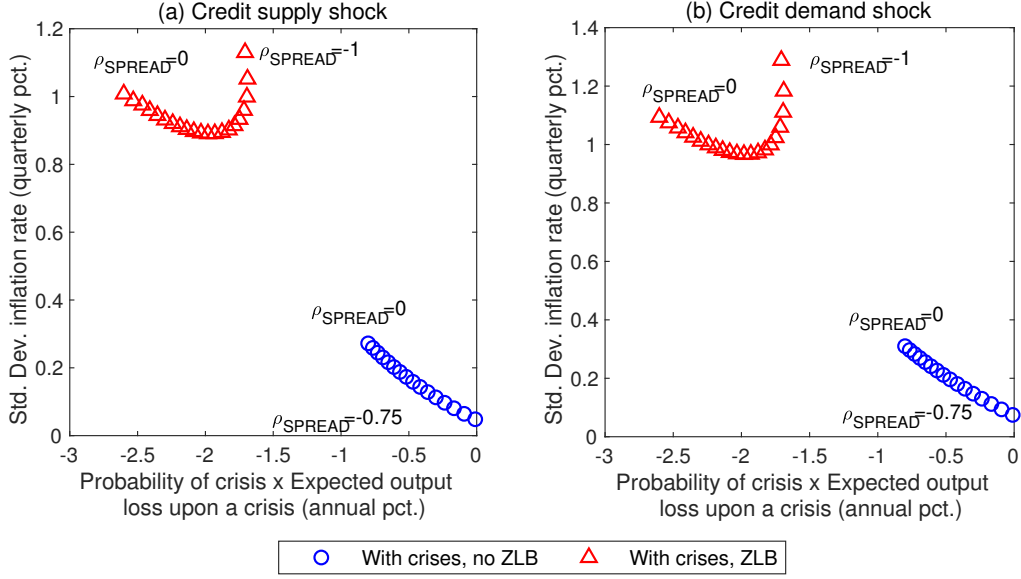 (a) Credit supply shock
Std. Dev. inflation rate (quarterly pct.)
1.2
1
0.8
0.6
0.4
0.2
0
ρSPREAD=0
ρSPREAD=-1
ρSPREAD=0
ρSPREAD=-0.75
-3
-2.5
-2
-1.5
-1
-0.5
0
Probability of crisis x Expected output
loss upon a crisis (annual pct.)
(b) Credit demand shock
Std. Dev. inflation rate (quarterly pct.)
1.4
1.2
1
0.8
0.6
0.4
0.2
0
ρSPREAD=0
ρSPREAD=-1
ρSPREAD=0
ρSPREAD=-0.75
-3
-2.5
-2
-1.5
-1
-0.5
0
Probability of crisis x Expected output
loss upon a crisis (annual pct.)
With crises, no ZLB
With crises, ZLB